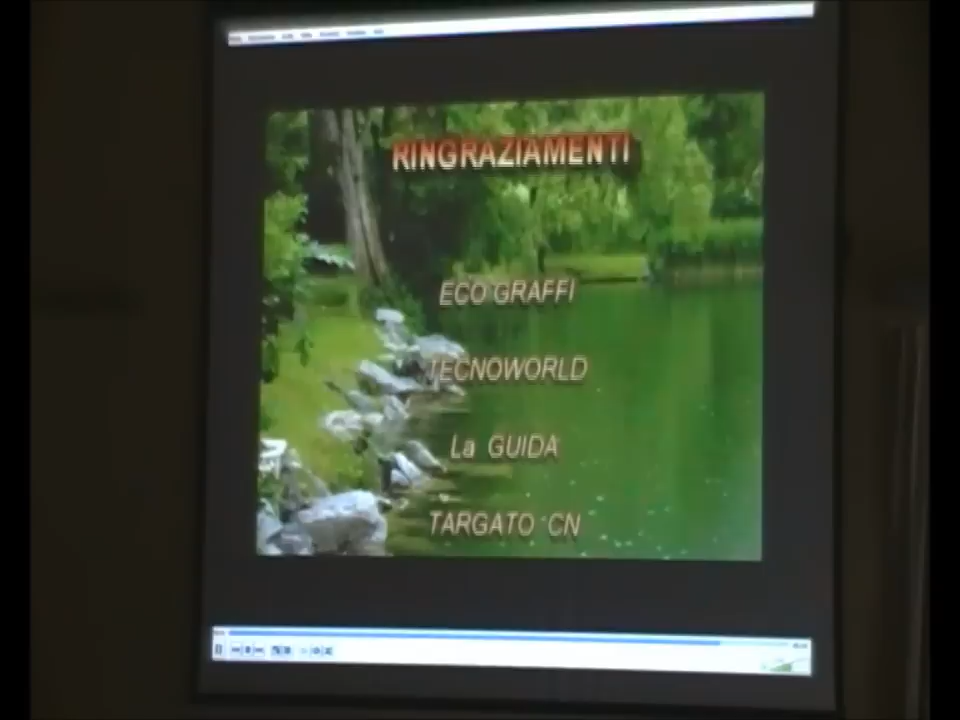 RINGRAZIAMENTI
ECO GRAFFI
TECNOWORLD
La GUIDA
TARGATO CN